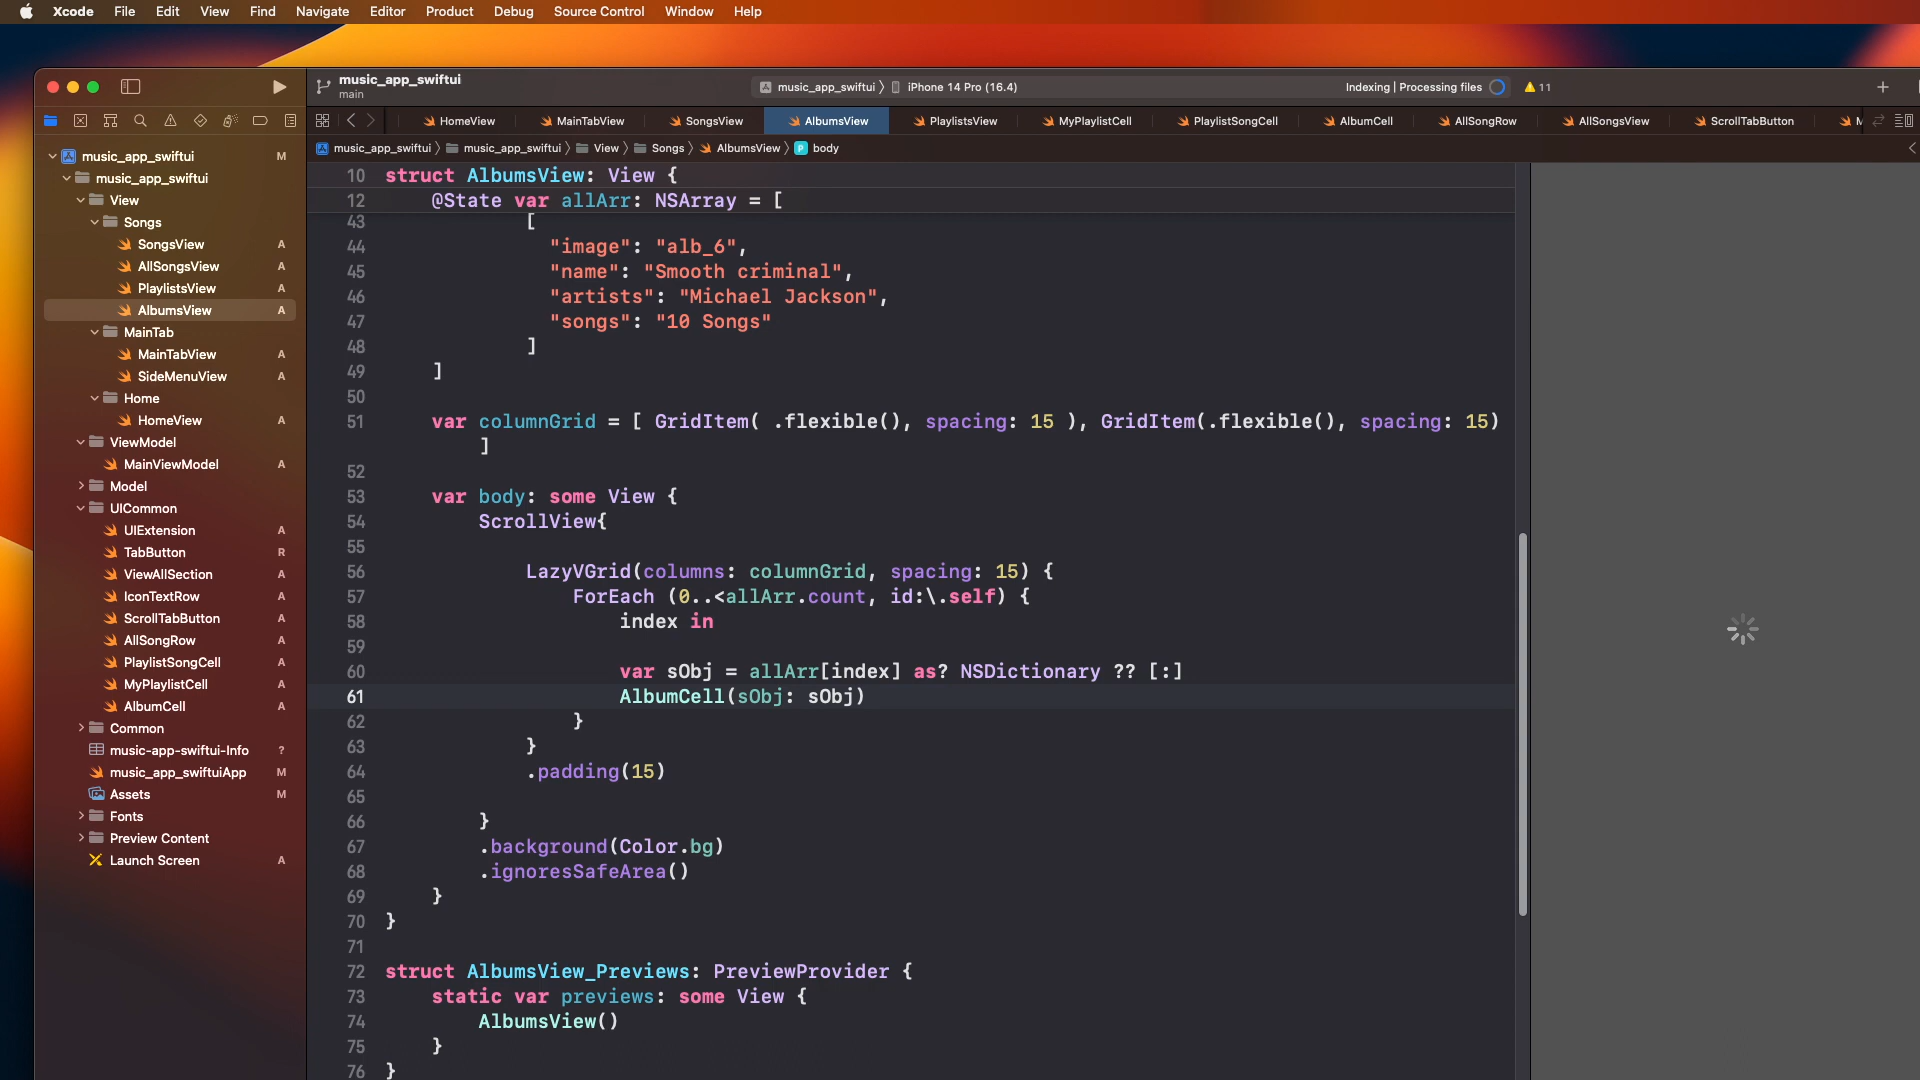 Xcode File Edit View Find Navigate Editor Product Debug Source Control Window Help
music_app_swiftui
main
music_app_swiftui 〉 iPhone 14 Pro (16.4)
Indexing | Processing files
11
HomeView MainTabView SongsView AlbumsView PlaylistsView MyPlaylistCell PlaylistSongCell AlbumCell AllSongRow AllSongsView ScrollTabButton M
music_app_swiftui 〉 music_app_swiftui 〉 View 〉 Songs 〉 AlbumsView 〉 P body
music_app_swiftui M
music_app_swiftui
View
Songs
SongsView A
AllSongsView A
PlaylistsView A
AlbumsView A
MainTab
MainTabView A
SideMenuView A
Home
HomeView A
ViewModel
MainViewModel A
Model
UICommon
UIExtension A
TabButton R
ViewAllSection A
IconTextRow A
ScrollTabButton A
AllSongRow A
PlaylistSongCell A
MyPlaylistCell A
AlbumCell A
Common
music-app-swiftui-Info ?
music_app_swiftuiApp M
Assets M
Fonts
Preview Content
Launch Screen A
10 struct AlbumsView: View {
12 @State var allArr: NSArray = [
43 [
44 "image": "alb_6",
45 "name": "Smooth criminal",
46 "artists": "Michael Jackson",
47 "songs": "10 Songs"
48 ]
49 ]
50
51 var columnGrid = [ GridItem( .flexible(), spacing: 15 ), GridItem(.flexible(), spacing: 15)
]
52
53 var body: some View {
54 ScrollView{
55
56 LazyVGrid(columns: columnGrid, spacing: 15) {
57 ForEach (0..<allArr.count, id:\.self) {
58 index in
59
60 var sObj = allArr[index] as? NSDictionary ?? [:]
61 AlbumCell(sObj: sObj)
62 }
63 }
64 .padding(15)
65
66 }
67 .background(Color.bg)
68 .ignoresSafeArea()
69 }
70 }
71
72 struct AlbumsView_Previews: PreviewProvider {
73 static var previews: some View {
74 AlbumsView()
75 }
76 }